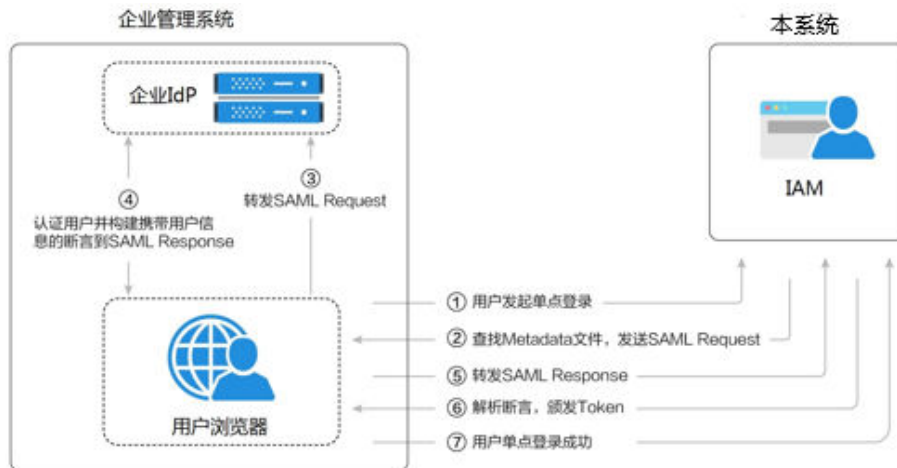 企业管理系统
本系统
企业IdP
IAM
④
认证用户并构建携带用户信
息的断言到SAML Response
③
转发SAML Request
① 用户发起单点登录
② 查找Metadata文件，发送SAML Request
⑤ 转发SAML Response
⑥ 解析断言，颁发Token
⑦ 用户单点登录成功
用户浏览器